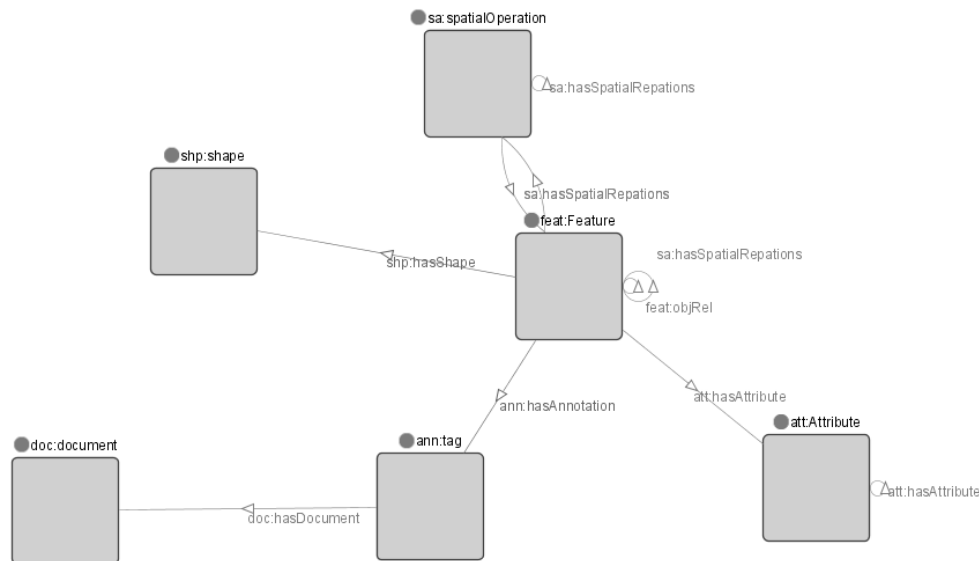 sa:spatialOperation
sa:hasSpatialRepations
shp:shape
sa:hasSpatialRepations
feat:Feature
sa:hasSpatialRepations
shp:hasShape
feat:objRel
att:hasAttribute
ann:hasAnnotation
att:Attribute
doc:document
ann:tag
att:hasAttribute
doc:hasDocument